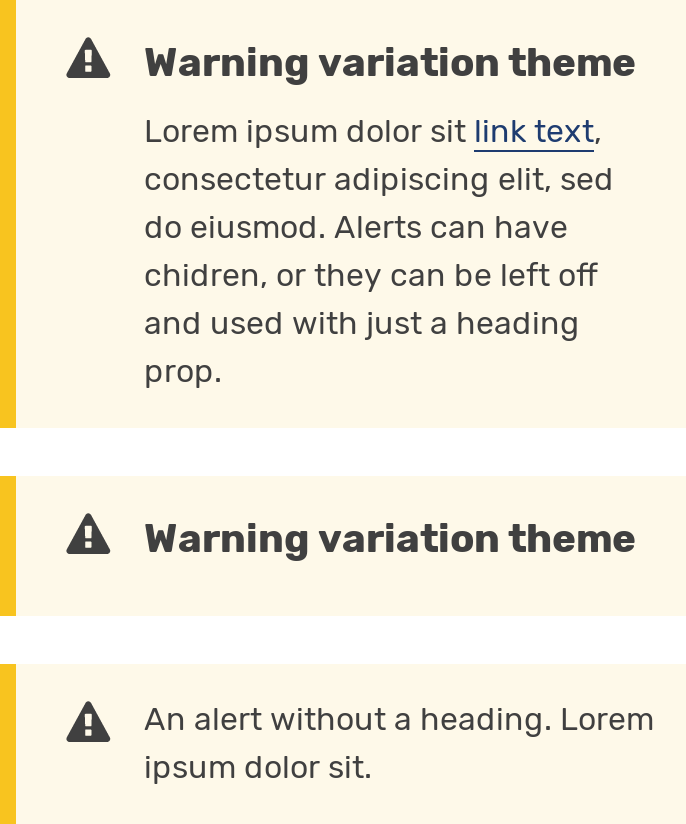 Warning variation theme
Lorem ipsum dolor sit link text,
consectetur adipiscing elit, sed
do eiusmod. Alerts can have
chidren, or they can be left off
and used with just a heading
prop.
Warning variation theme
An alert without a heading. Lorem
ipsum dolor sit.